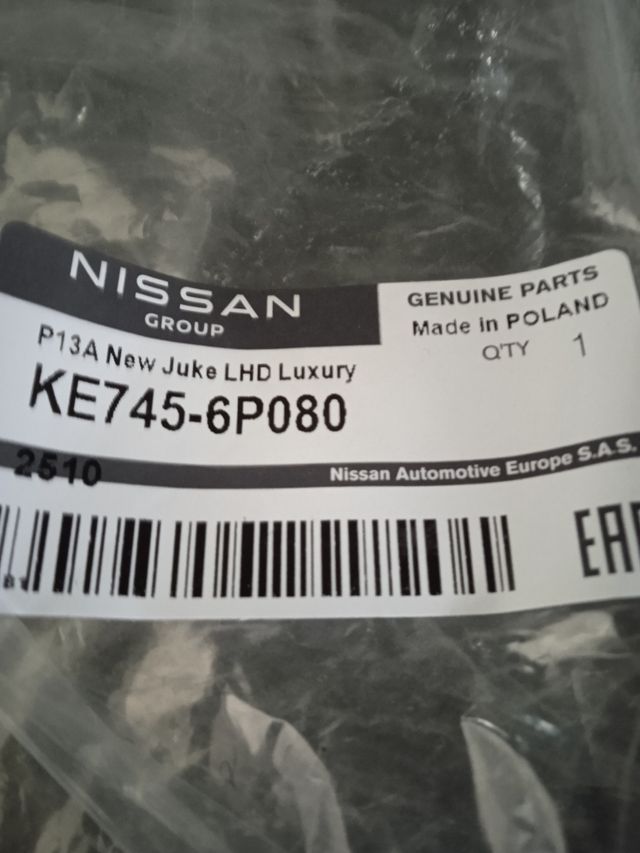 NISSAN
GROUP
GENUINE PARTS
Made in POLAND
Q'TY 1
P13A New Juke LHD Luxury
KE745-6P080
2510
Nissan Automotive Europe S.A.S.
EAC